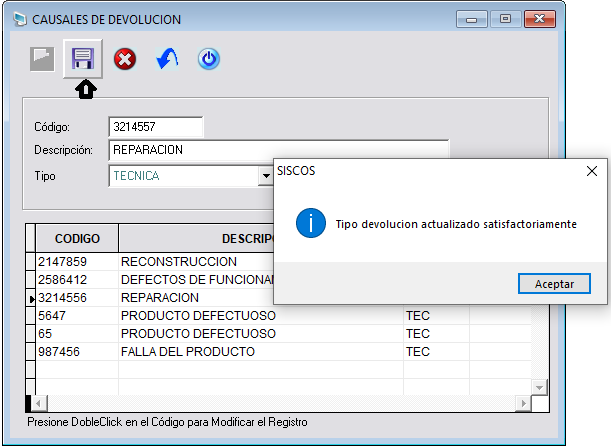 CAUSALES DE DEVOLUCION
Código: 3214557
Descripción: REPARACION
Tipo TECNICA
SISCOS
Tipo devolucion actualizado satisfactoriamente
Aceptar
CODIGO DESCRIPC
2147859 RECONSTRUCCION
2586412 DEFECTOS DE FUNCIONAN
3214556 REPARACION
5647 PRODUCTO DEFECTUOSO TEC
65 PRODUCTO DEFECTUOSO TEC
987456 FALLA DEL PRODUCTO TEC
Presione DobleClick en el Código para Modificar el Registro